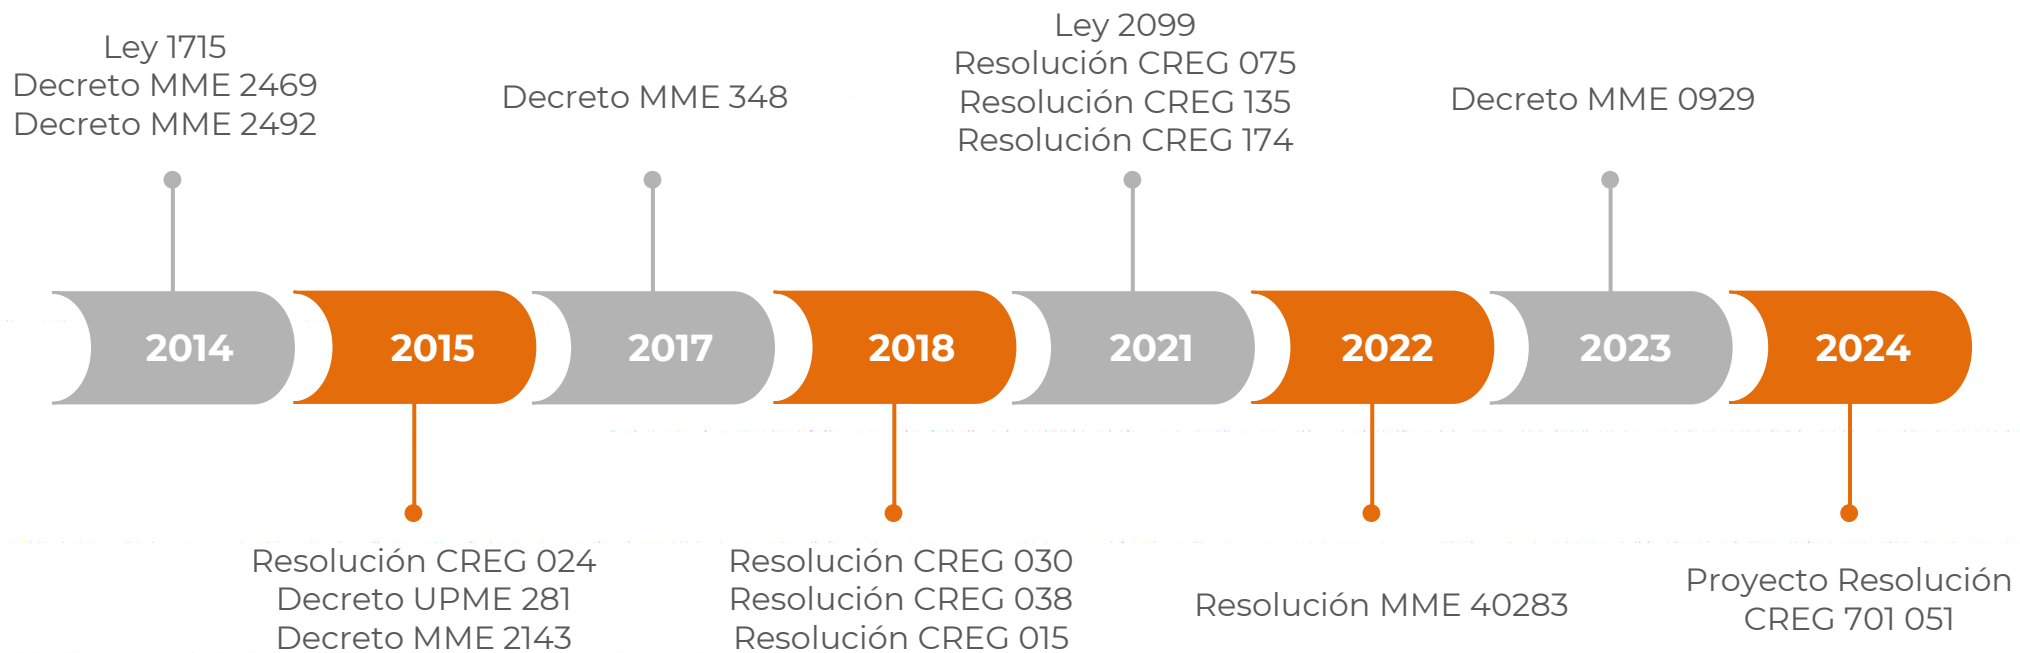 Ley 1715
Decreto MME 2469
Decreto MME 2492
Decreto MME 348
Ley 2099
Resolución CREG 075
Resolución CREG 135
Resolución CREG 174
Decreto MME 0929
2014
2015
2017
2018
2021
2022
2023
2024
Resolución CREG 024
Decreto UPME 281
Decreto MME 2143
Resolución CREG 030
Resolución CREG 038
Resolución CREG 015
Resolución MME 40283
Proyecto Resolución
CREG 701 051